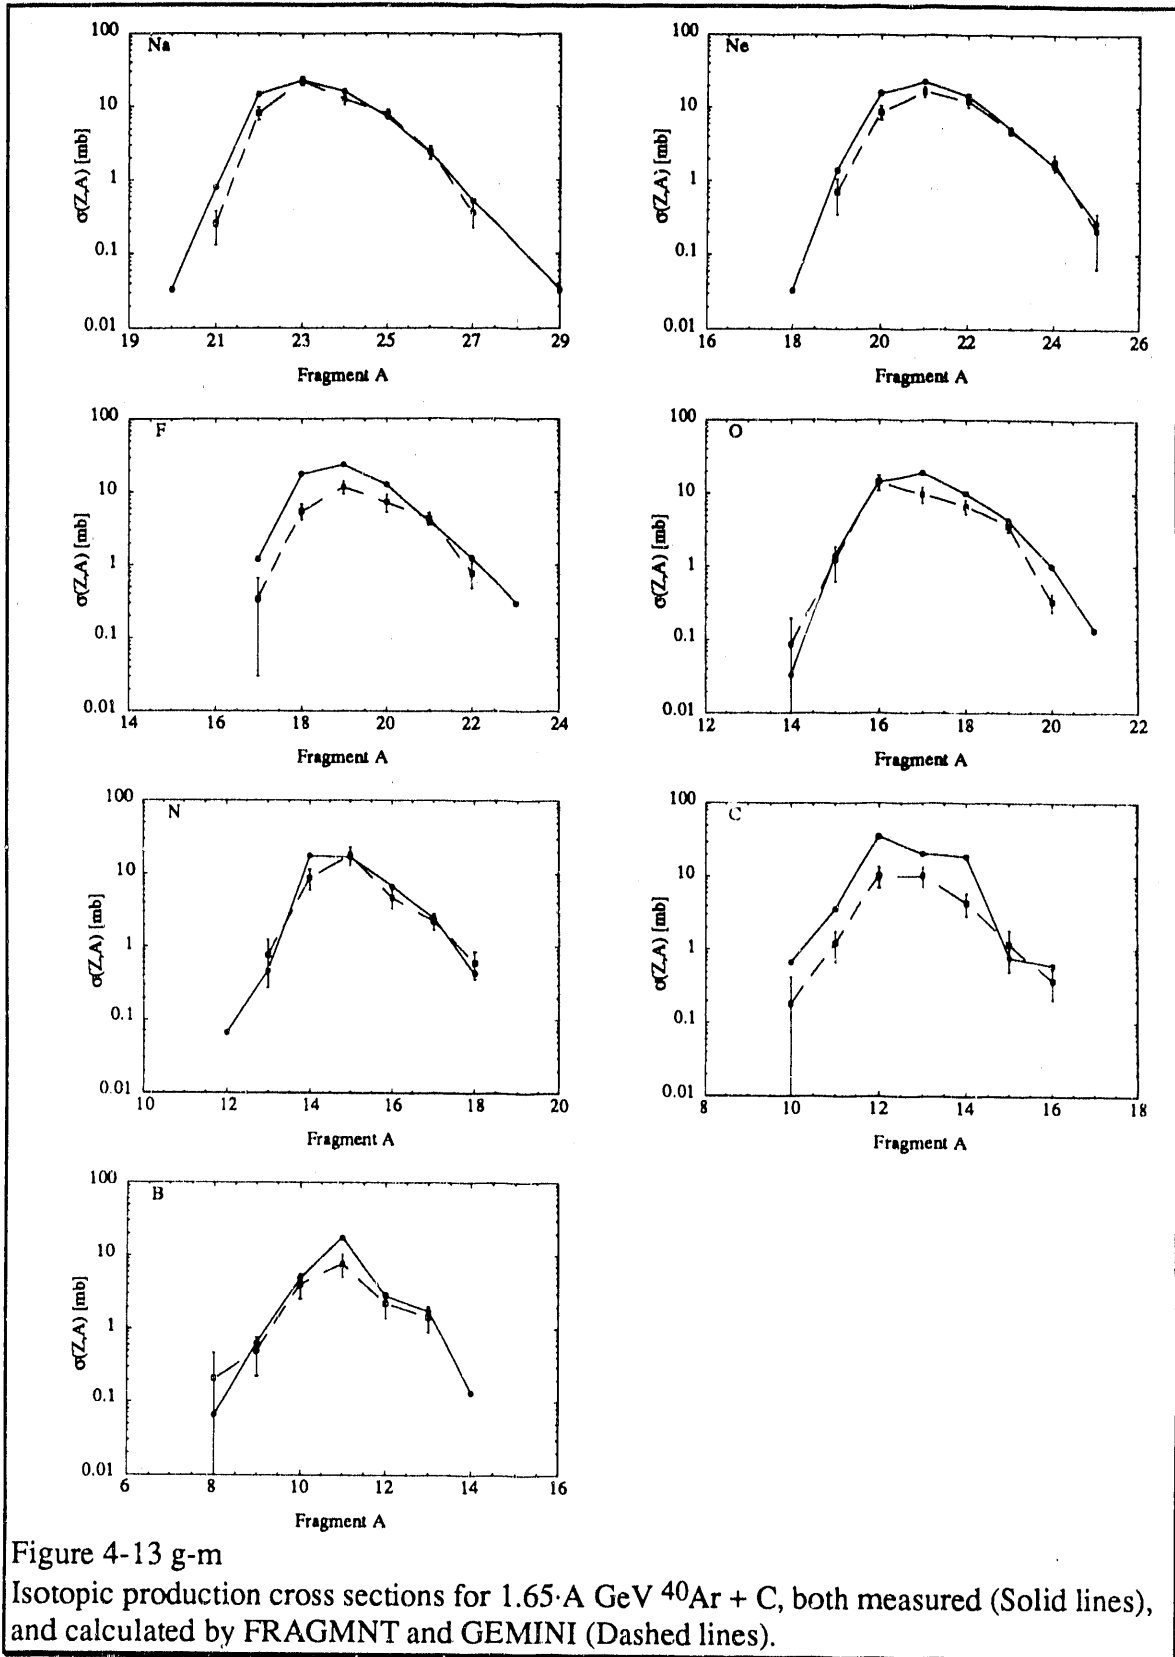 Na
100
10
1
0.1
0.01
σ(Z,A) [mb]
19 21 23 25 27 29
Fragment A
Ne
100
10
1
0.1
0.01
σ(Z,A) [mb]
16 18 20 22 24 26
Fragment A
F
100
10
1
0.1
0.01
σ(Z,A) [mb]
14 16 18 20 22 24
Fragment A
O
100
10
1
0.1
0.01
σ(Z,A) [mb]
12 14 16 18 20 22
Fragment A
N
100
10
1
0.1
0.01
σ(Z,A) [mb]
10 12 14 16 18 20
Fragment A
C
100
10
1
0.1
0.01
σ(Z,A) [mb]
8 10 12 14 16 18
Fragment A
B
100
10
1
0.1
0.01
σ(Z,A) [mb]
6 8 10 12 14 16
Fragment A
Figure 4-13 g-m
Isotopic production cross sections for 1.65·A GeV ⁴⁰Ar + C, both measured (Solid lines),
and calculated by FRAGMNT and GEMINI (Dashed lines).